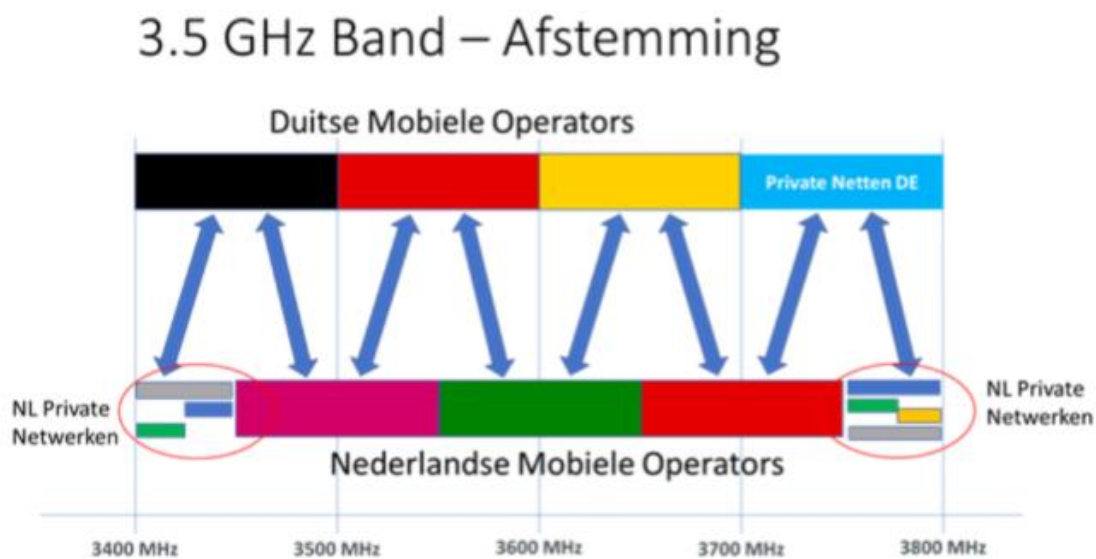 3.5 GHz Band – Afstemming
Duitse Mobiele Operators
Private Netten DE
NL Private
Netwerken
NL Private
Netwerken
Nederlandse Mobiele Operators
3400 MHz
3500 MHz
3600 MHz
3700 MHz
3800 MHz